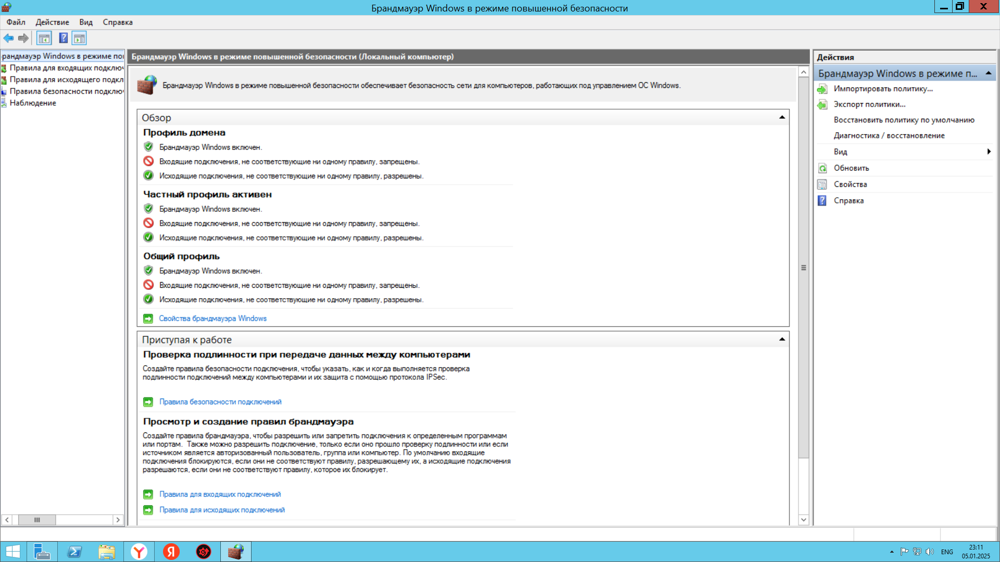 Брандмауэр Windows в режиме повышенной безопасности
Файл Действие Вид Справка
рандмауэр Windows в режиме по
Правила для входящих подклю
Правила для исходящего подкл
Правила безопасности подклю
Наблюдение
Брандмауэр Windows в режиме повышенной безопасности (Локальный компьютер)
Брандмауэр Windows в режиме повышенной безопасности обеспечивает безопасность сети для компьютеров, работающих под управлением ОС Windows.
Обзор
Профиль домена
Брандмауэр Windows включен.
Входящие подключения, не соответствующие ни одному правилу, запрещены.
Исходящие подключения, не соответствующие ни одному правилу, разрешены.
Частный профиль активен
Брандмауэр Windows включен.
Входящие подключения, не соответствующие ни одному правилу, запрещены.
Исходящие подключения, не соответствующие ни одному правилу, разрешены.
Общий профиль
Брандмауэр Windows включен.
Входящие подключения, не соответствующие ни одному правилу, запрещены.
Исходящие подключения, не соответствующие ни одному правилу, разрешены.
Свойства брандмауэра Windows
Приступая к работе
Проверка подлинности при передаче данных между компьютерами
Создайте правила безопасности подключения, чтобы указать, как и когда выполняется проверка
подлинности подключений между компьютерами и их защита с помощью протокола IPSec.
Правила безопасности подключений
Просмотр и создание правил брандмауэра
Создайте правила брандмауэра, чтобы разрешить или запретить подключения к определенным программам
или портам. Также можно разрешить подключение, только если оно прошло проверку подлинности или если
источником является авторизованный пользователь, группа или компьютер. По умолчанию входящие
подключения блокируются, если они не соответствуют правилу, разрешающему их, а исходящие подключения
разрешаются, если они не соответствуют правилу, которое их блокирует.
Правила для входящих подключений
Правила для исходящих подключений
Действия
Брандмауэр Windows в режиме п...
Импортировать политику...
Экспорт политики...
Восстановить политику по умолчанию
Диагностика / восстановление
Вид
Обновить
Свойства
Справка
ENG
23:11
05.01.2025